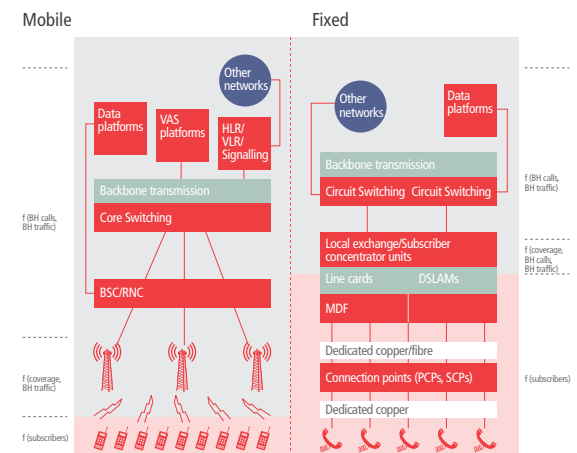 Mobile
Fixed
Other
networks
Data
platforms
VAS
platforms
HLR/
VLR/
Signalling
Backbone transmission
Core Switching
BSC/RNC
f (BH calls,
BH traffic)
f (coverage,
BH traffic)
f (subscribers)
Other
networks
Data
platforms
Backbone transmission
Circuit Switching Circuit Switching
Local exchange/Subscriber
concentrator units
Line cards DSLAMs
MDF
Dedicated copper/fibre
Connection points (PCPs, SCPs)
Dedicated copper
f (BH calls,
BH traffic)
f (coverage,
BH calls,
BH traffic)
f (subscribers)